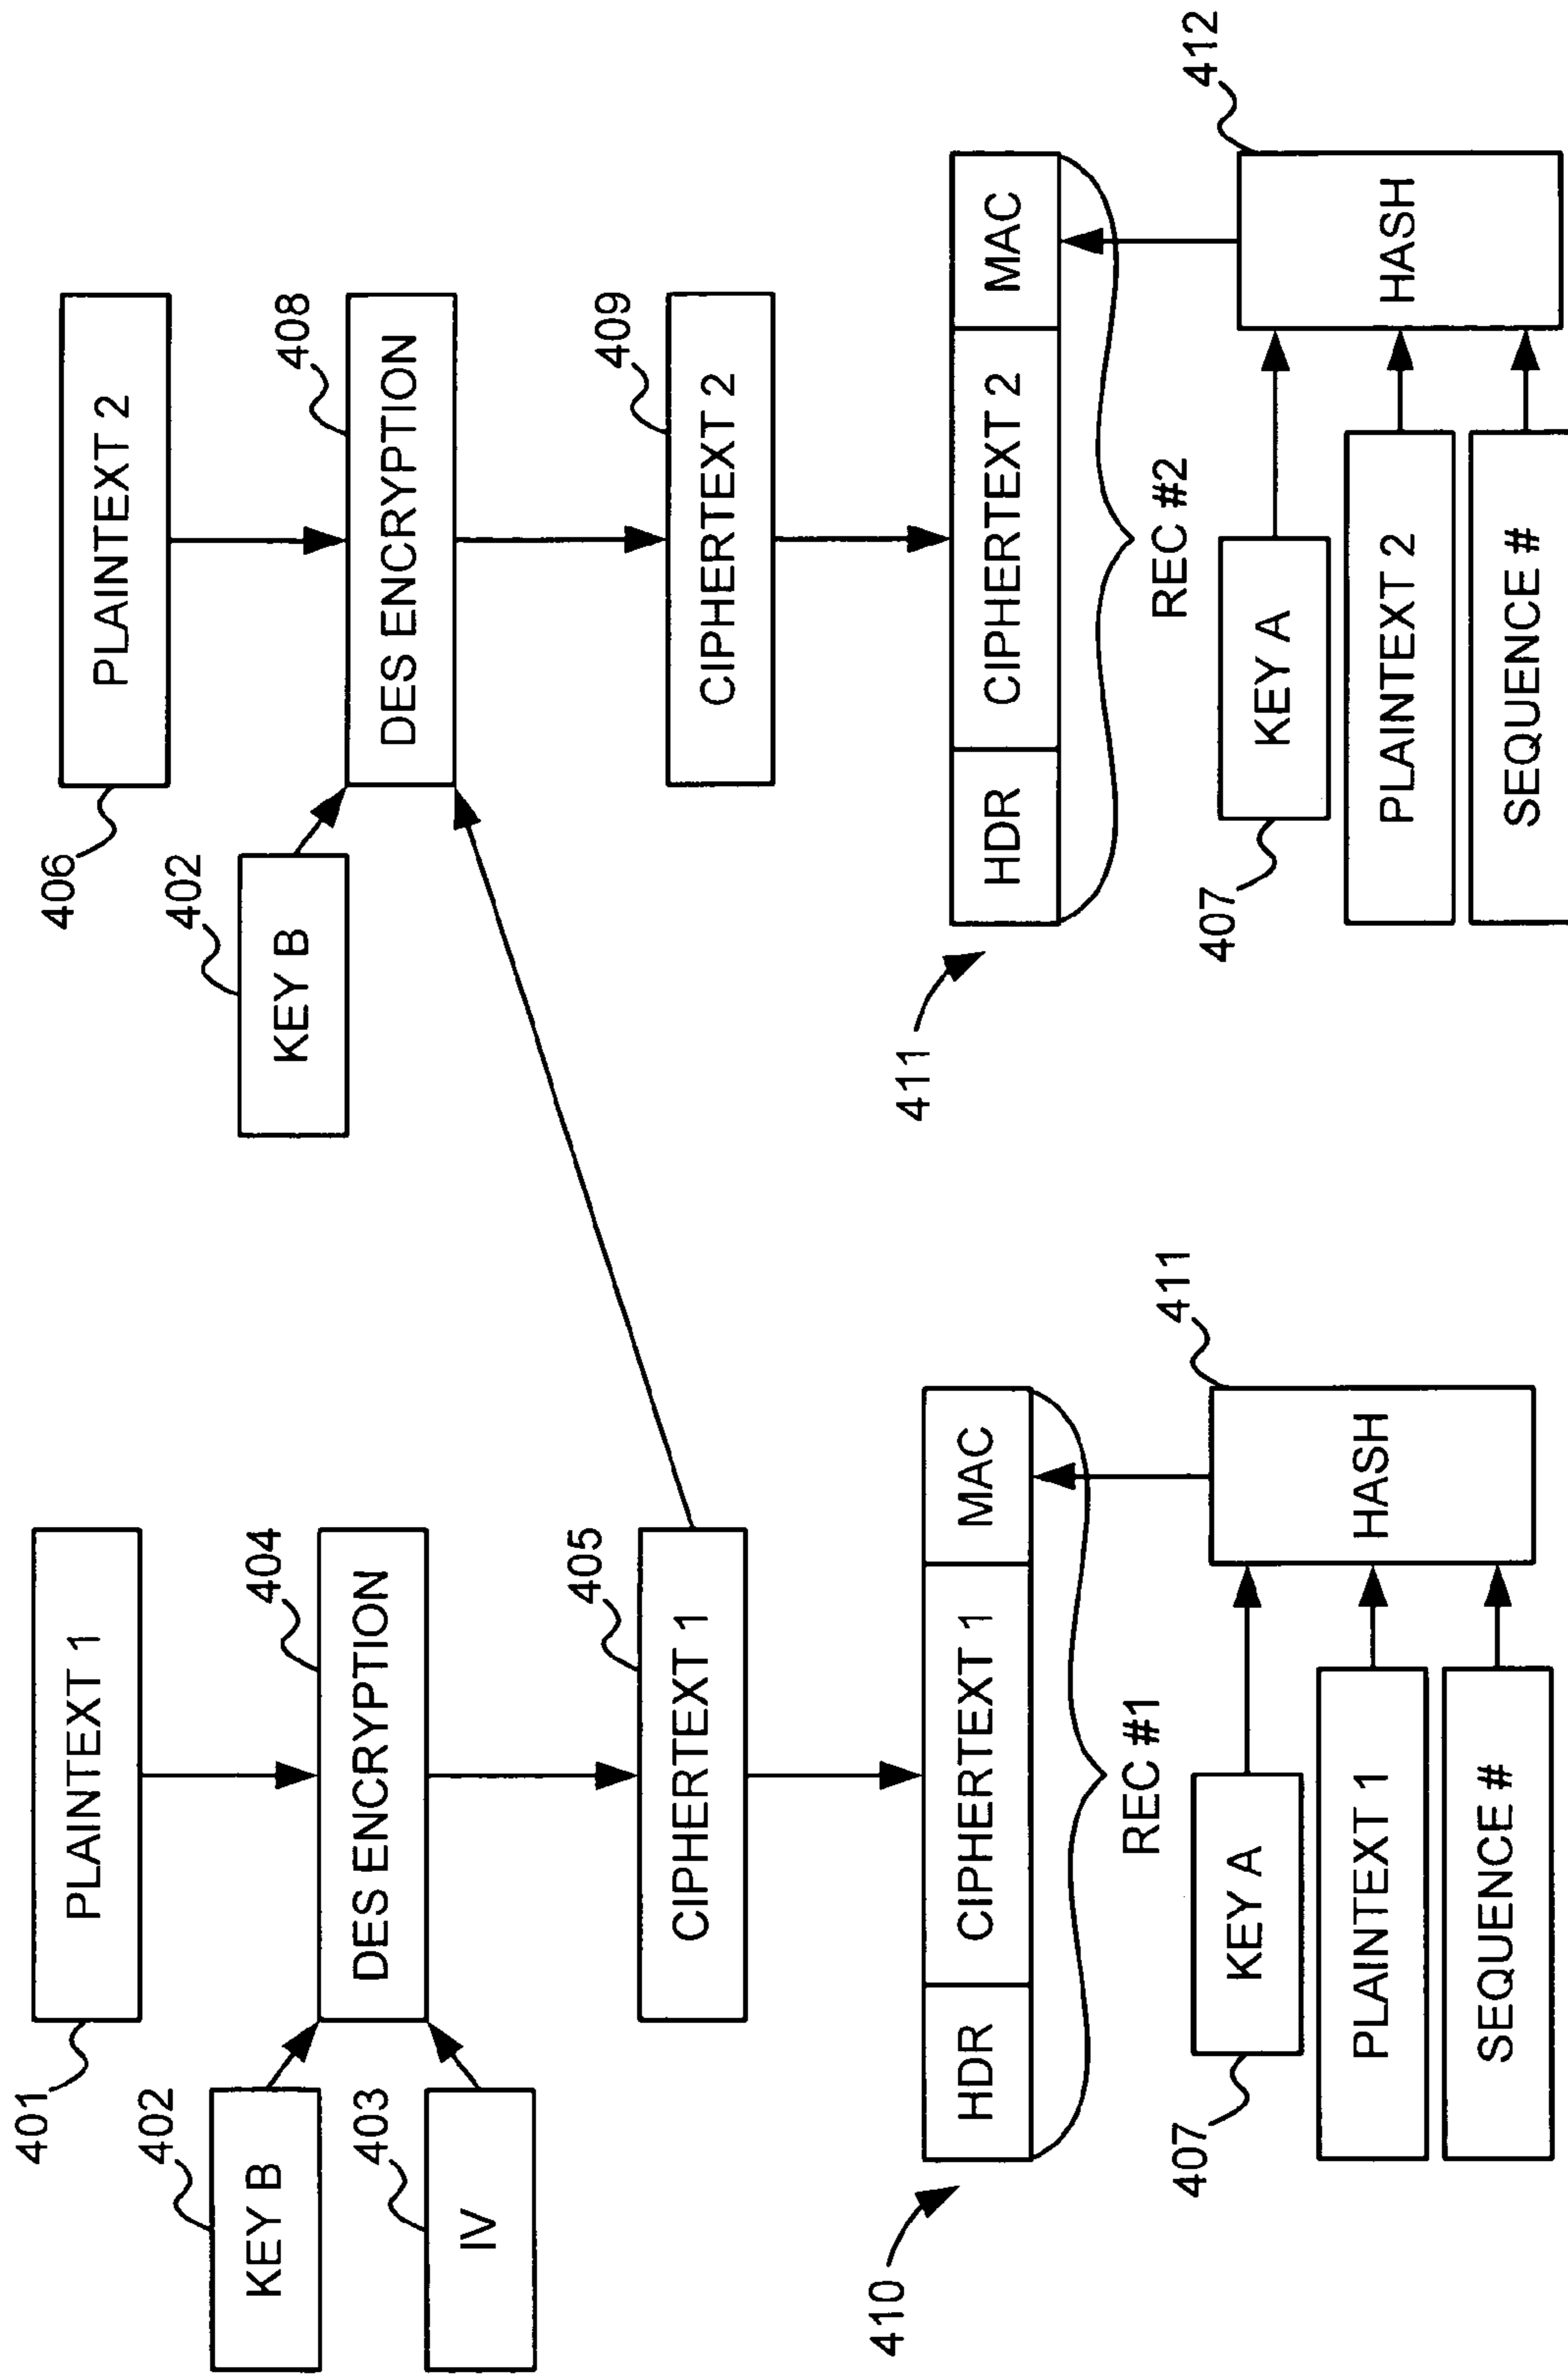 401
PLAINTEXT 1
402
KEY B
404
DES ENCRYPTION
403
IV
405
CIPHERTEXT 1
410
HDR
CIPHERTEXT 1
MAC
REC #1
411
407
KEY A
HASH
PLAINTEXT 1
SEQUENCE #
406
PLAINTEXT 2
402
KEY B
408
DES ENCRYPTION
409
CIPHERTEXT 2
411
HDR
CIPHERTEXT 2
MAC
REC #2
412
407
KEY A
HASH
PLAINTEXT 2
SEQUENCE #